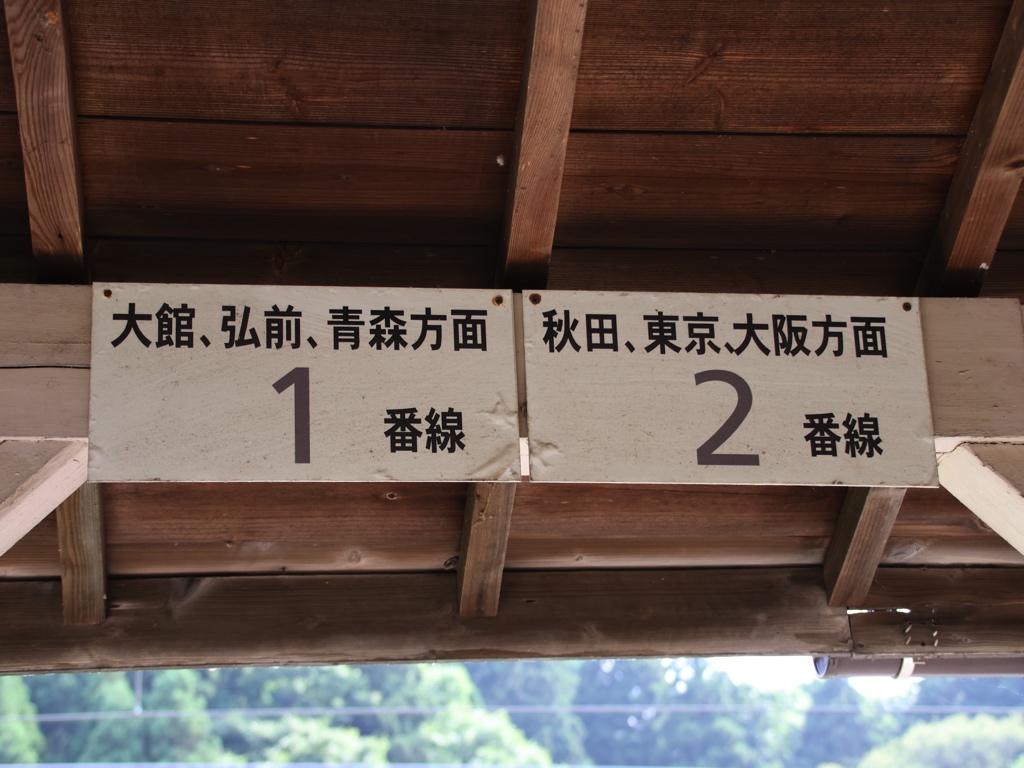 大館、弘前、青森方面
1 番線
秋田、東京、大阪方面
2 番線